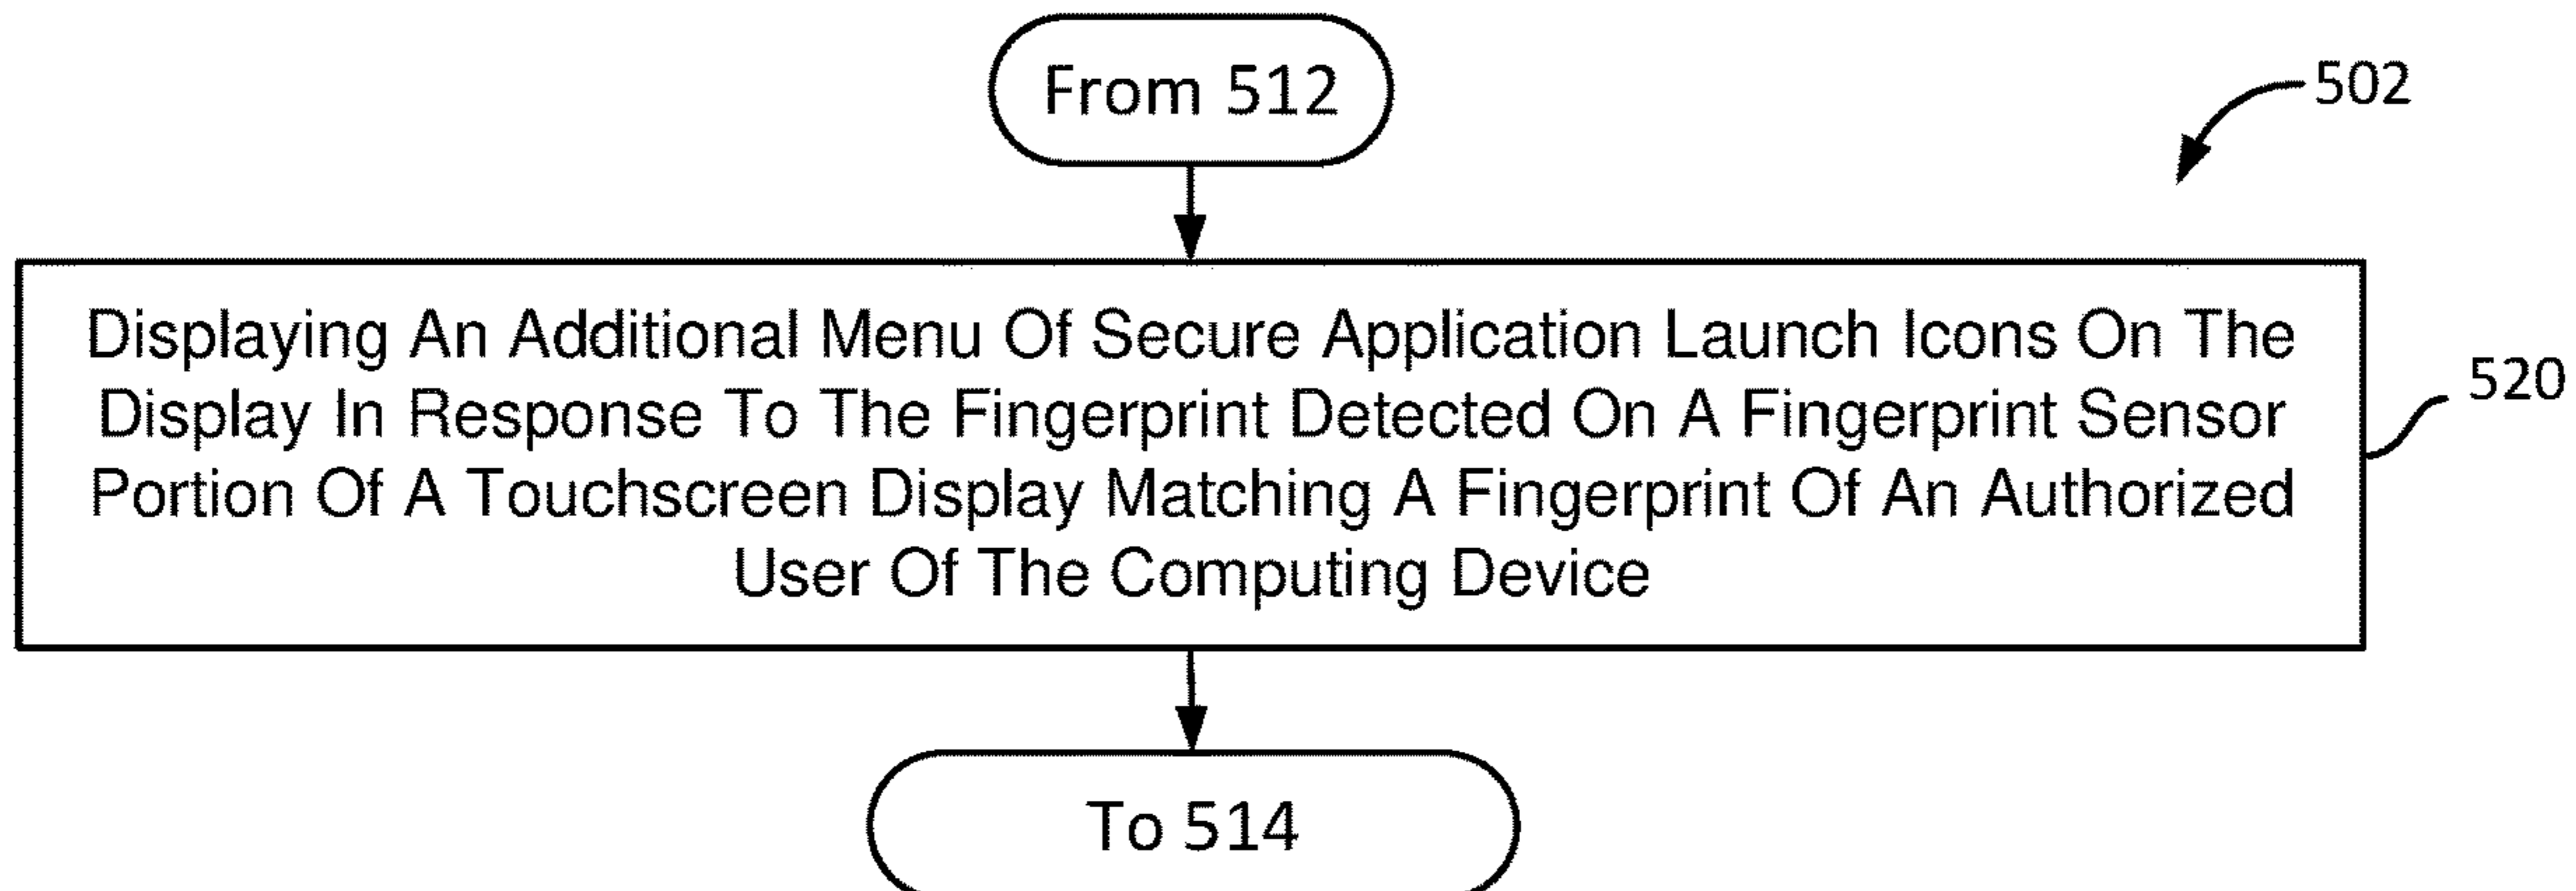 From 512
502
Displaying An Additional Menu Of Secure Application Launch Icons On The
Display In Response To The Fingerprint Detected On A Fingerprint Sensor
Portion Of A Touchscreen Display Matching A Fingerprint Of An Authorized
User Of The Computing Device
520
To 514